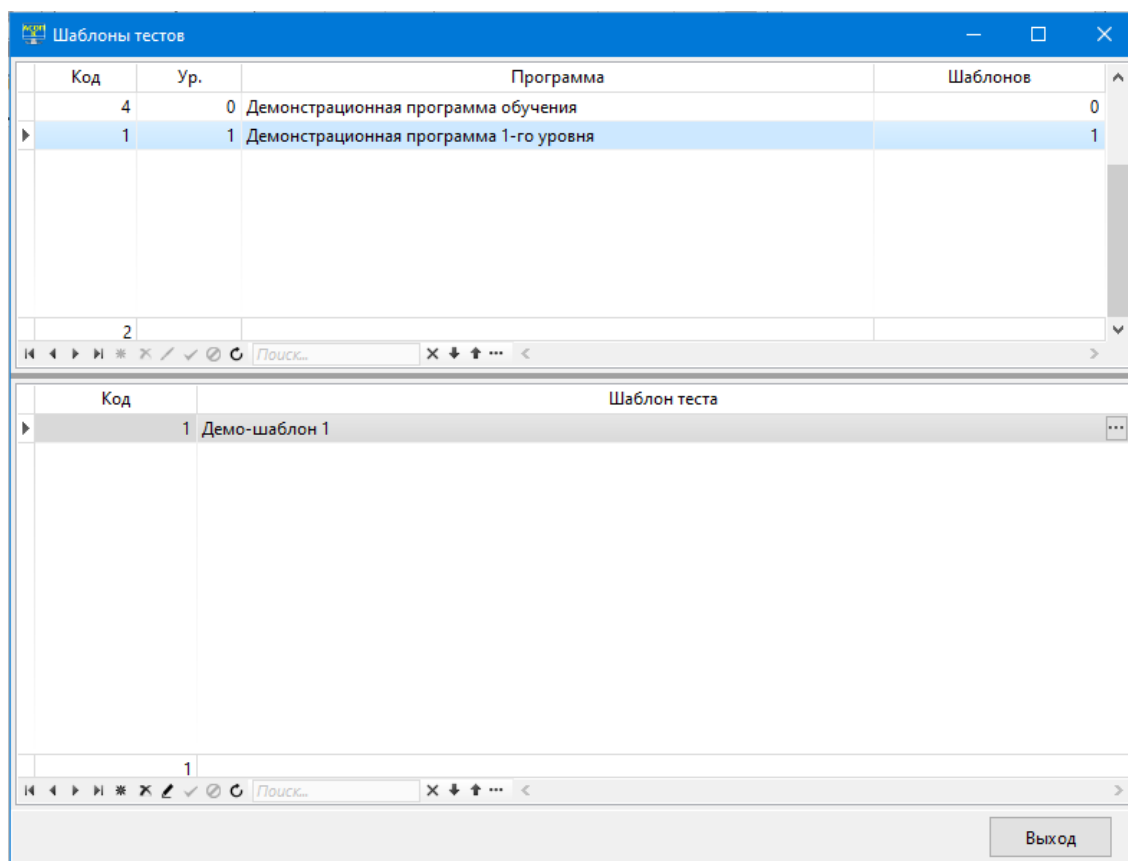 Шаблоны тестов
Код Ур. Программа Шаблонов
4 0 Демонстрационная программа обучения 0
1 1 Демонстрационная программа 1-го уровня 1
2
Поиск...
Код Шаблон теста
1 Демо-шаблон 1
1
Поиск...
Выход